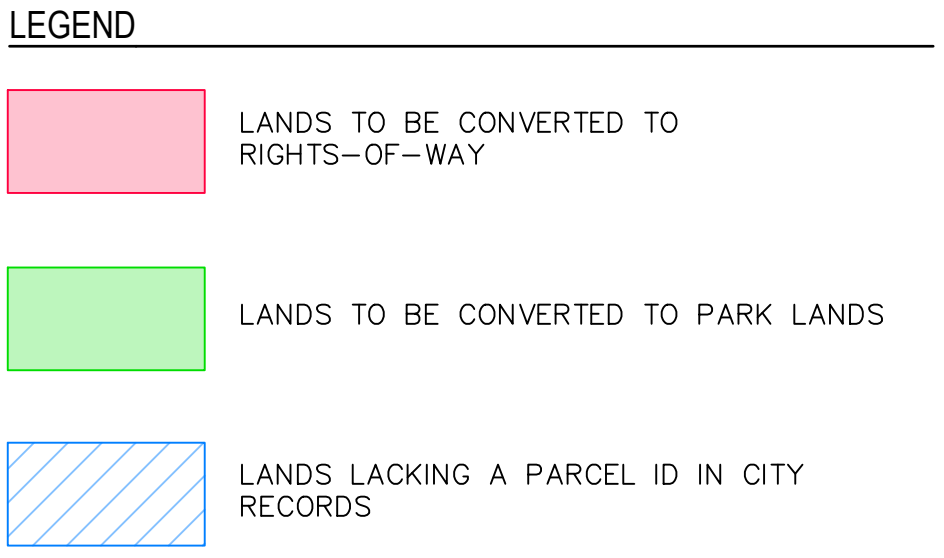 LEGEND
LANDS TO BE CONVERTED TO
RIGHTS-OF-WAY
LANDS TO BE CONVERTED TO PARK LANDS
LANDS LACKING A PARCEL ID IN CITY
RECORDS